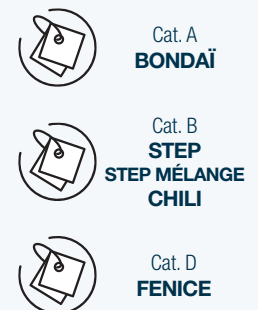 Cat. A
BONDAÏ
Cat. B
STEP
STEP MÉLANGE
CHILI
Cat. D
FENICE